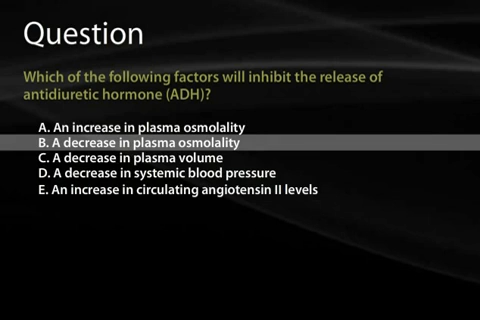 Question
Which of the following factors will inhibit the release of
antidiuretic hormone (ADH)?
A. An increase in plasma osmolality
B. A decrease in plasma osmolality
C. A decrease in plasma volume
D. A decrease in systemic blood pressure
E. An increase in circulating angiotensin II levels